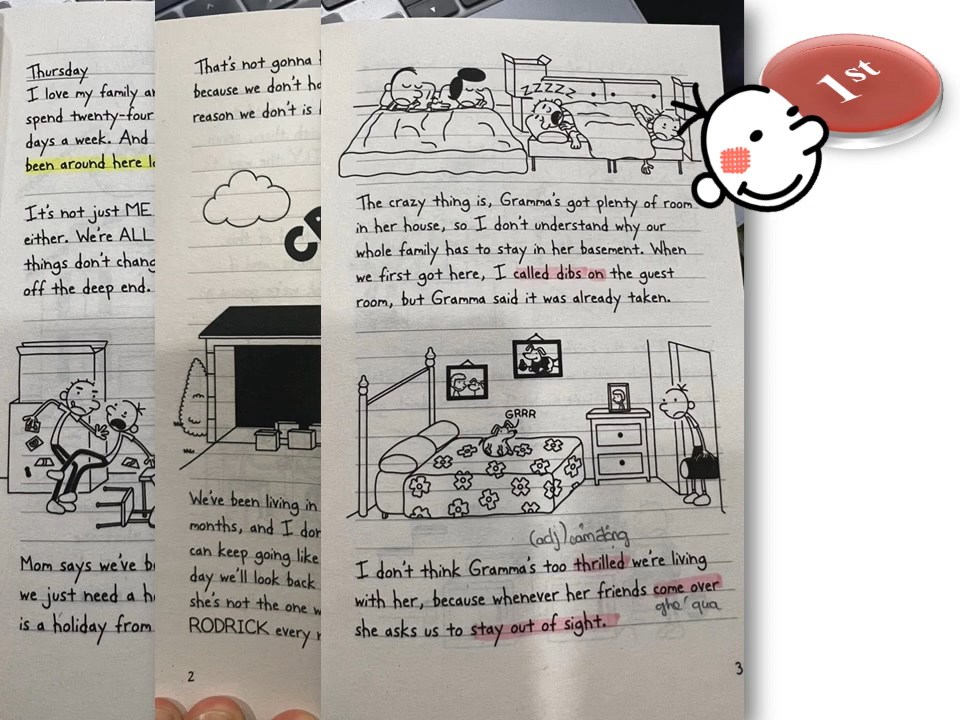 Thursday
I love my family
spend twenty-four
days a week. And
been around here
It's not just ME
either. We're ALL
things don't
off the deep end.
Mom says we've
we just need a
is a holiday from
That's not gonna
because we don't
reason we don't is
We've been living in
months, and I
can keep going like
day we'll look back
she's not the one
RODRICK every
2
ZZZZZZ
The crazy thing is, Gramma's got plenty of room
in her house, so I don't understand why our
whole family has to stay in her basement. When
we first got here, I called dibs on the guest
room, but Gramma said it was already taken.
GRRR
(adj)
I don't think Gramma's too thrilled we're living
with her, because whenever her friends come over
ghé qua
she asks us to stay out of sight.
3
1st